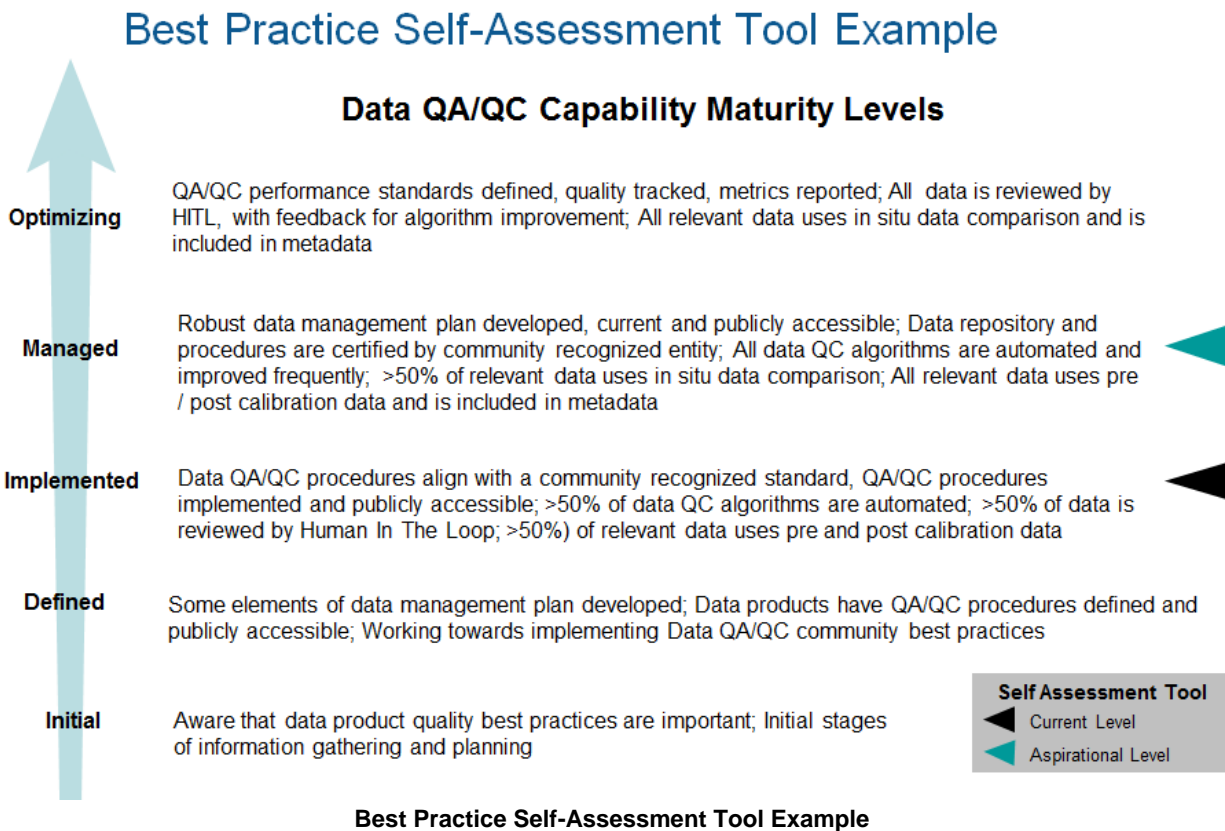 Best Practice Self-Assessment Tool Example
Data QA/QC Capability Maturity Levels
Optimizing
QA/QC performance standards defined, quality tracked, metrics reported; All data is reviewed by
HITL, with feedback for algorithm improvement; All relevant data uses in situ data comparison and is
included in metadata
Managed
Robust data management plan developed, current and publicly accessible; Data repository and
procedures are certified by community recognized entity; All data QC algorithms are automated and
improved frequently; >50% of relevant data uses in situ data comparison; All relevant data uses pre
/ post calibration data and is included in metadata
Implemented
Data QA/QC procedures align with a community recognized standard, QA/QC procedures
implemented and publicly accessible; >50% of data QC algorithms are automated; >50% of data is
reviewed by Human In The Loop; >50%) of relevant data uses pre and post calibration data
Defined
Some elements of data management plan developed; Data products have QA/QC procedures defined and
publicly accessible; Working towards implementing Data QA/QC community best practices
Initial
Aware that data product quality best practices are important; Initial stages
of information gathering and planning
Self Assessment Tool
Current Level
Aspirational Level
Best Practice Self-Assessment Tool Example